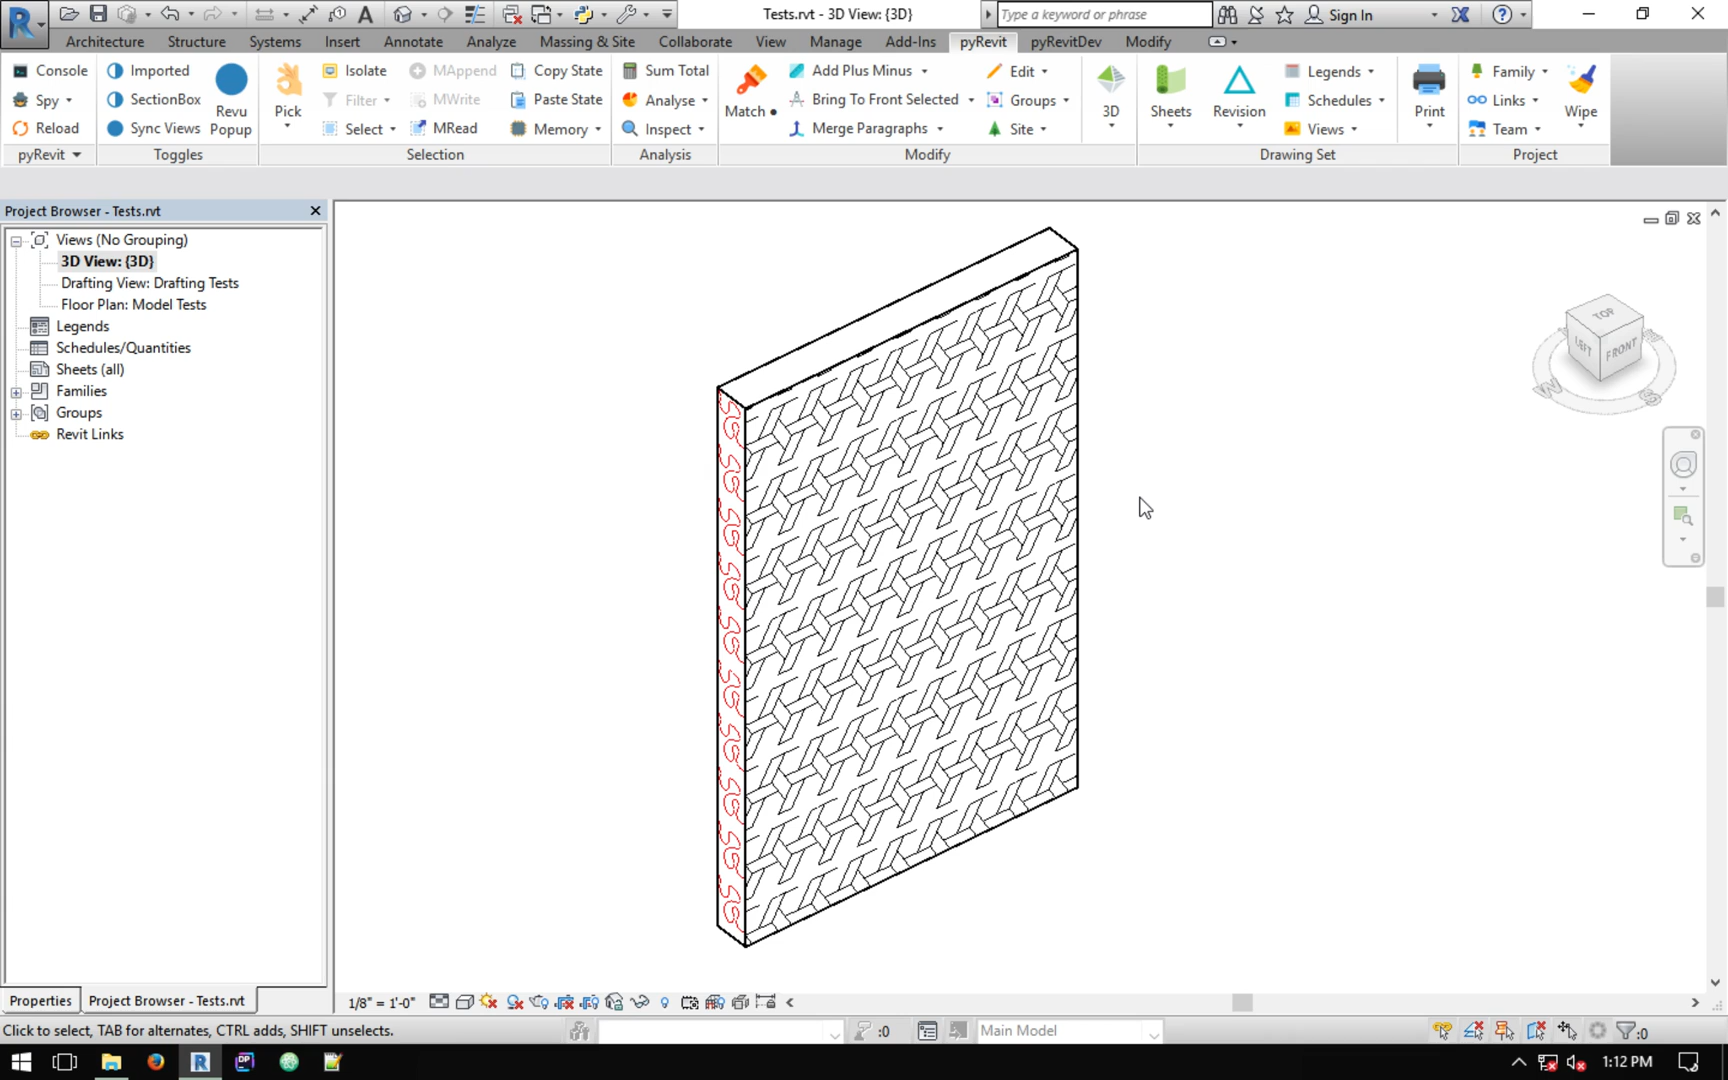 Tests.rvt - 3D View: {3D}
Type a keyword or phrase
Sign In
Architecture Structure Systems Insert Annotate Analyze Massing & Site Collaborate View Manage Add-Ins pyRevit pyRevitDev Modify
Console Imported Isolate MAppend Copy State Sum Total Add Plus Minus Edit Legends Family
Spy SectionBox Filter MWrite Paste State Analyse Bring To Front Selected Groups Schedules Links
Reload Sync Views Select MRead Memory Inspect Merge Paragraphs Site Views Team
Revu Popup
Pick
Match
3D
Sheets
Revision
Print
Wipe
pyRevit Toggles Selection Analysis Modify Drawing Set Project
Project Browser - Tests.rvt
Views (No Grouping)
3D View: {3D}
Drafting View: Drafting Tests
Floor Plan: Model Tests
Legends
Schedules/Quantities
Sheets (all)
Families
Groups
Revit Links
TOP
LEFT FRONT
W S
Properties Project Browser - Tests.rvt
1/8" = 1'-0"
Click to select, TAB for alternates, CTRL adds, SHIFT unselects.
:0
Main Model
:0
1:12 PM